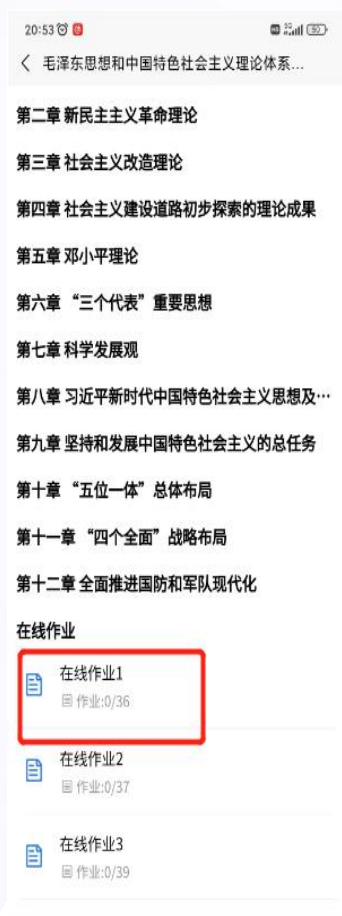 20:53
5G
50
毛泽东思想和中国特色社会主义理论体系...
第二章 新民主主义革命理论
第三章 社会主义改造理论
第四章 社会主义建设道路初步探索的理论成果
第五章 邓小平理论
第六章 “三个代表”重要思想
第七章 科学发展观
第八章 习近平新时代中国特色社会主义思想及…
第九章 坚持和发展中国特色社会主义的总任务
第十章 “五位一体”总体布局
第十一章 “四个全面”战略布局
第十二章 全面推进国防和军队现代化
在线作业
在线作业1
作业:0/36
在线作业2
作业:0/37
在线作业3
作业:0/39